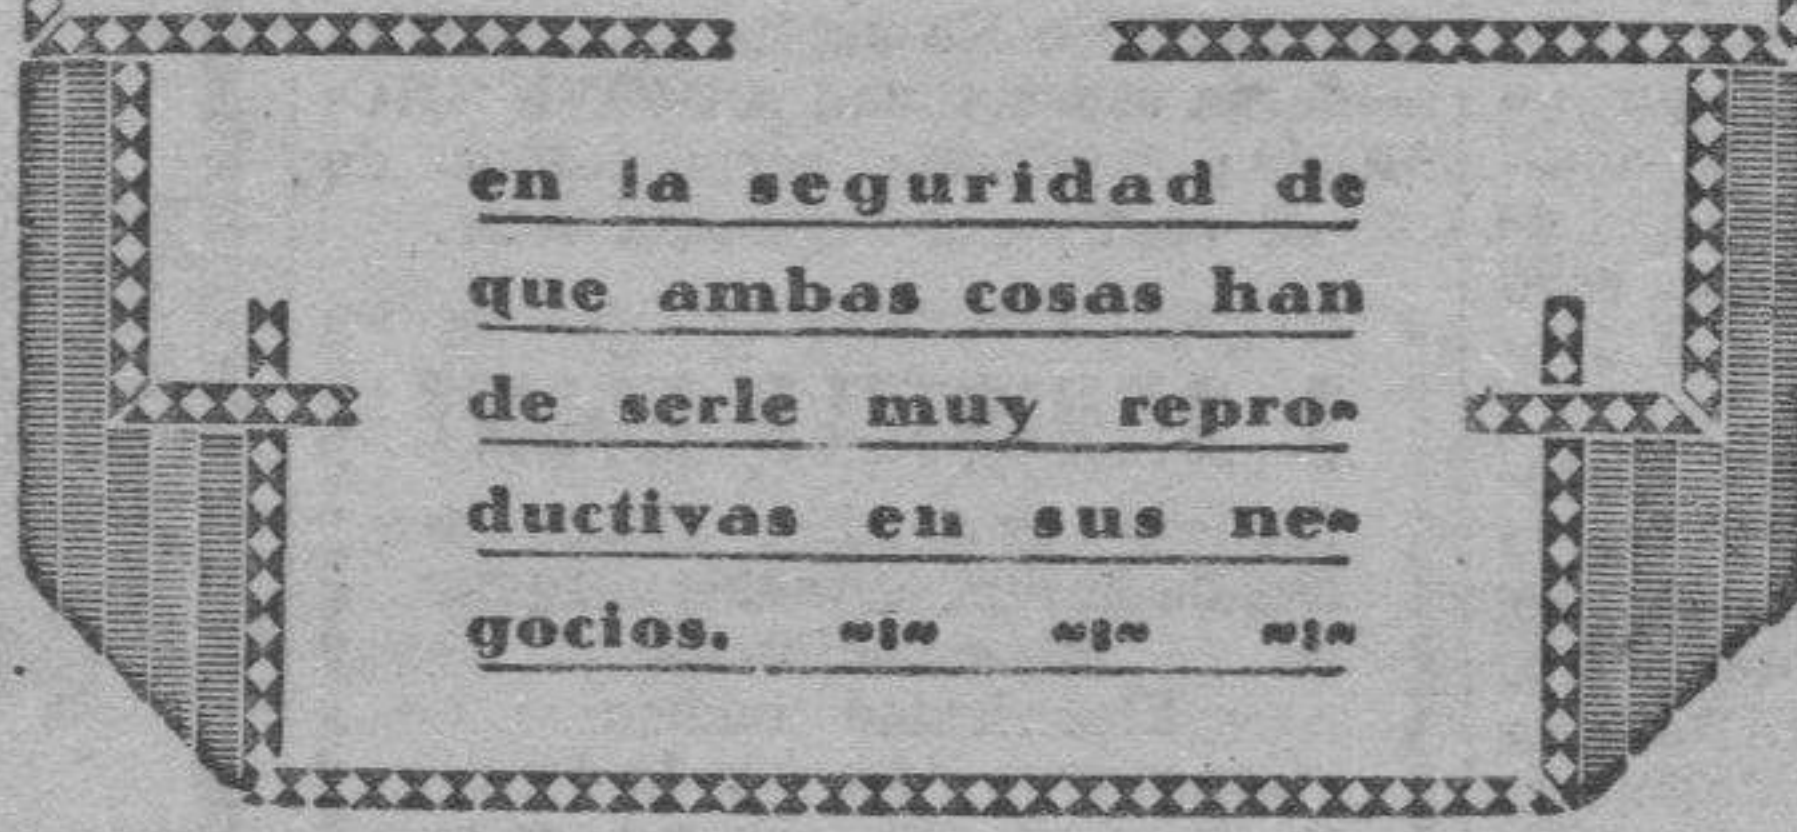 en la seguridad de
que ambas cosas han
de serle muy repro-
ductivas en sus ne-
gocios.